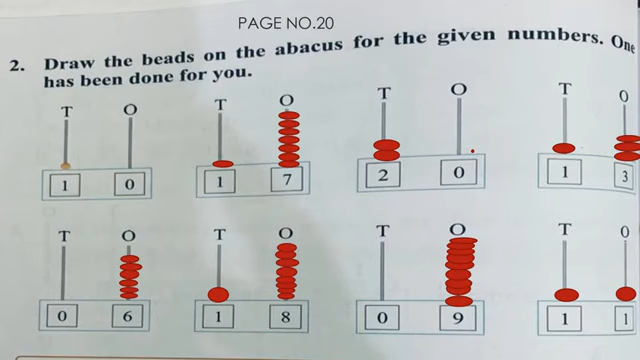 PAGE NO.20
2. Draw the beads on the abacus for the given numbers. One
has been done for you.
T O T O T O T O
1 0 1 7 2 0 1 3
T O T O T O T O
0 6 1 8 0 9 1 1